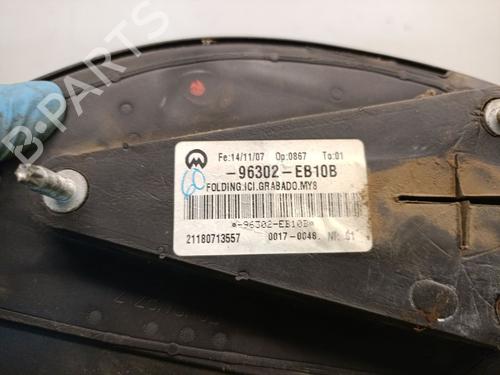 B-PARTS
Fe:14/11/07 Op:0867 To:01
-96302-EB10B
60
FOLDING.ICI.GRABADO.MY8
*-96302-EB10B*
21180713557 0017-0048. Nº.01